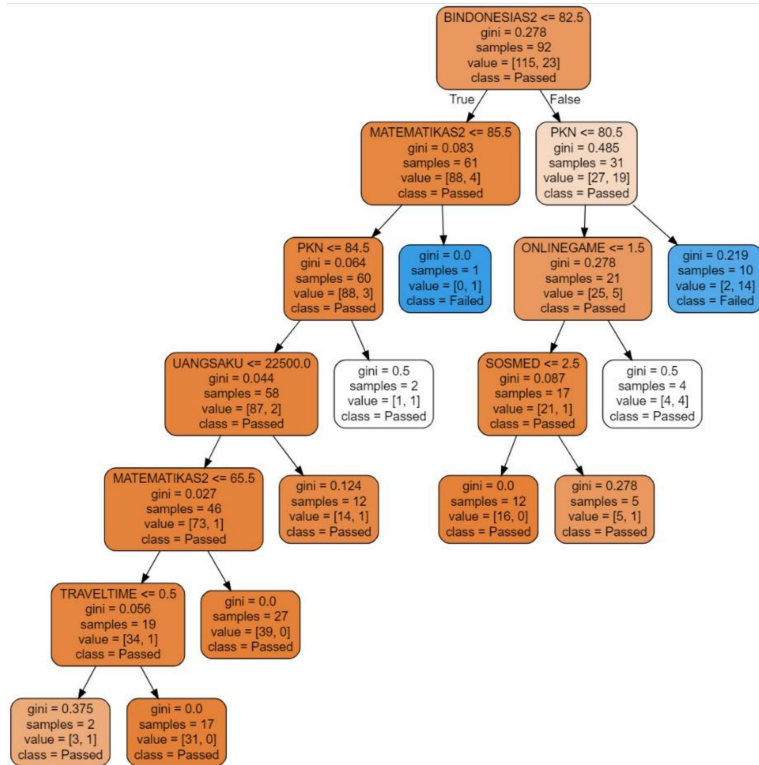 BINDONESIAS2 <= 82.5
gini = 0.278
samples = 92
value = [115, 23]
class = Passed
True
False
MATEMATIKAS2 <= 85.5
gini = 0.083
samples = 61
value = [88, 4]
class = Passed
PKN <= 80.5
gini = 0.485
samples = 31
value = [27, 19]
class = Passed
PKN <= 84.5
gini = 0.064
samples = 60
value = [88, 3]
class = Passed
gini = 0.0
samples = 1
value = [0, 1]
class = Failed
ONLINEGAME <= 1.5
gini = 0.278
samples = 21
value = [25, 5]
class = Passed
gini = 0.219
samples = 10
value = [2, 14]
class = Failed
UANGSAKU <= 22500.0
gini = 0.044
samples = 58
value = [87, 2]
class = Passed
gini = 0.5
samples = 2
value = [1, 1]
class = Passed
SOSMED <= 2.5
gini = 0.087
samples = 17
value = [21, 1]
class = Passed
gini = 0.5
samples = 4
value = [4, 4]
class = Passed
MATEMATIKAS2 <= 65.5
gini = 0.027
samples = 46
value = [73, 1]
class = Passed
gini = 0.124
samples = 12
value = [14, 1]
class = Passed
gini = 0.0
samples = 12
value = [16, 0]
class = Passed
gini = 0.278
samples = 5
value = [5, 1]
class = Passed
TRAVELTIME <= 0.5
gini = 0.056
samples = 19
value = [34, 1]
class = Passed
gini = 0.0
samples = 27
value = [39, 0]
class = Passed
gini = 0.375
samples = 2
value = [3, 1]
class = Passed
gini = 0.0
samples = 17
value = [31, 0]
class = Passed